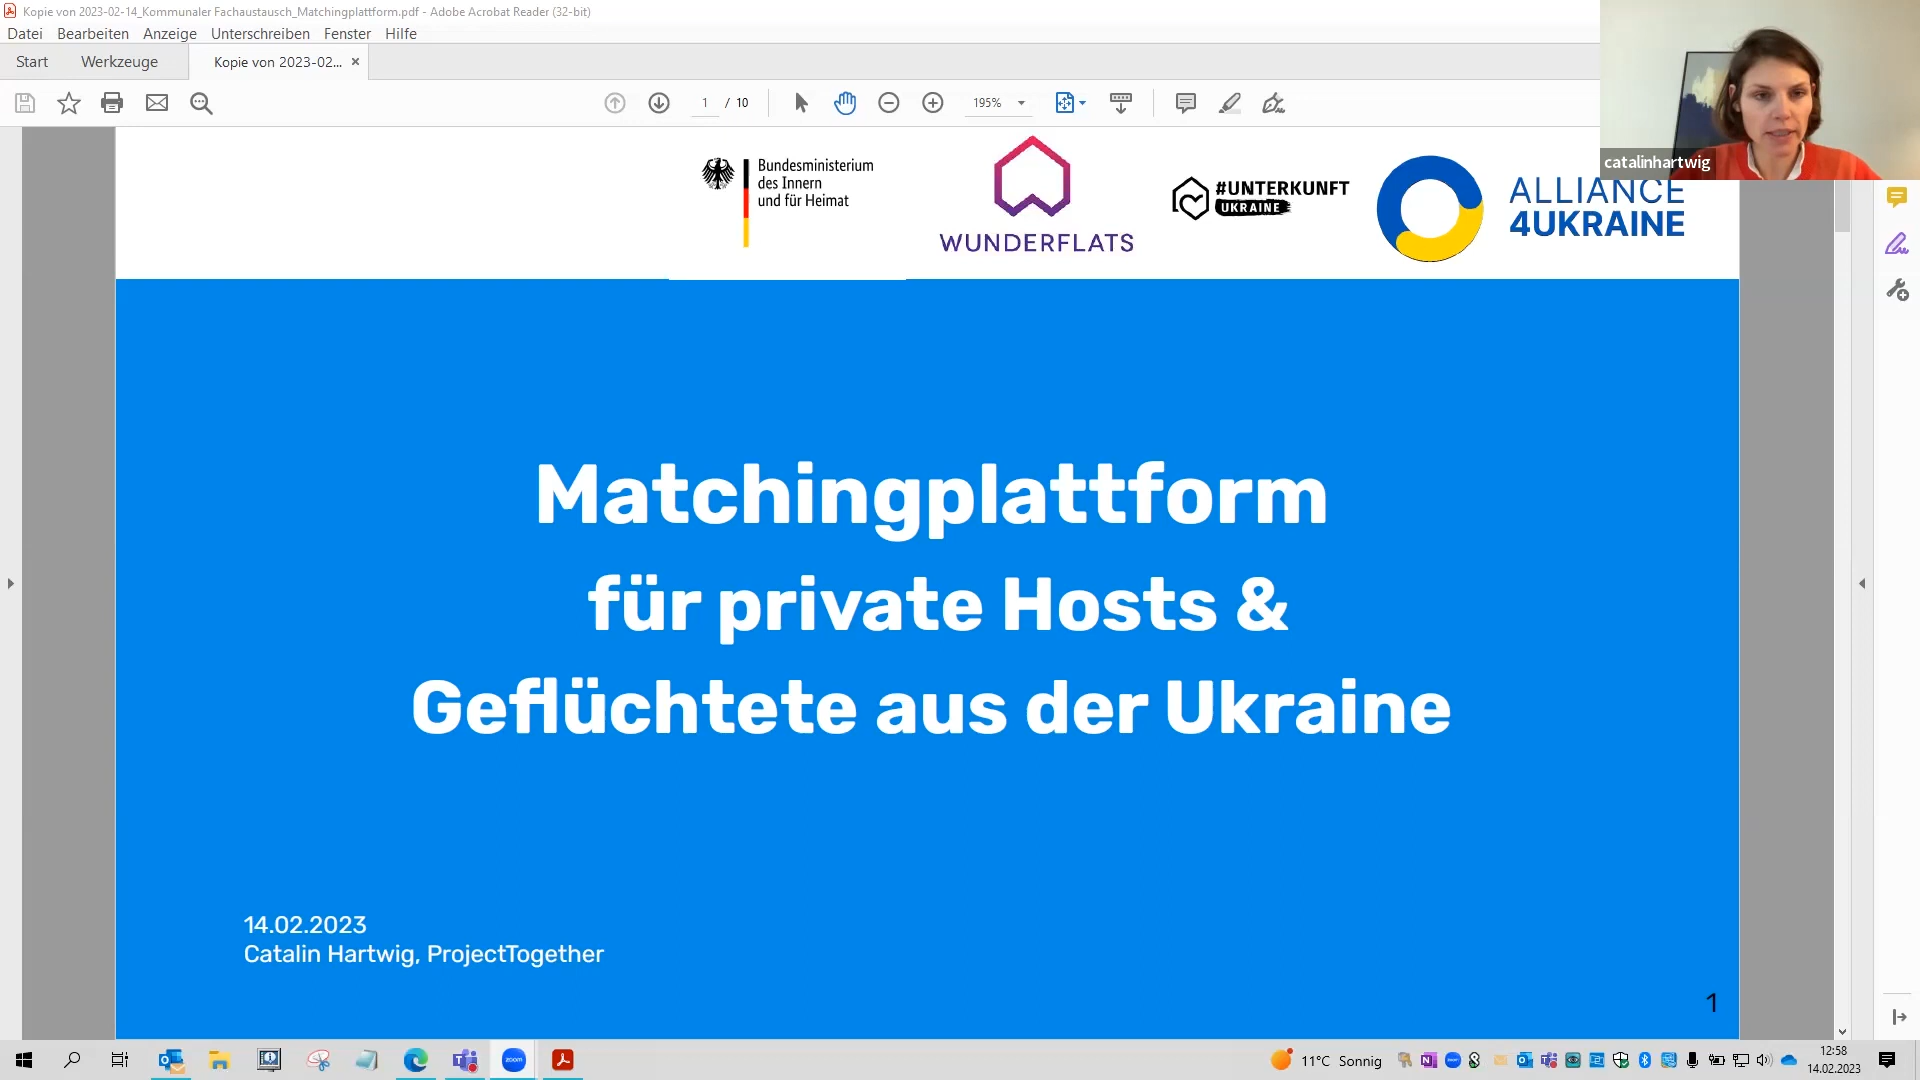 Kopie von 2023-02-14_Kommunaler Fachaustausch_Matchingplattform.pdf - Adobe Acrobat Reader (32-bit)
Datei Bearbeiten Anzeige Unterschreiben Fenster Hilfe
Start Werkzeuge Kopie von 2023-02... ×
1 / 10 195%
catalinhartwig
Bundesministerium
des Innern
und für Heimat
WUNDERFLATS
#UNTERKUNFT
UKRAINE
ALLIANCE
4UKRAINE
Matchingplattform
für private Hosts &
Geflüchtete aus der Ukraine
14.02.2023
Catalin Hartwig, ProjectTogether
1
zoom
11°C Sonnig
12:58
14.02.2023